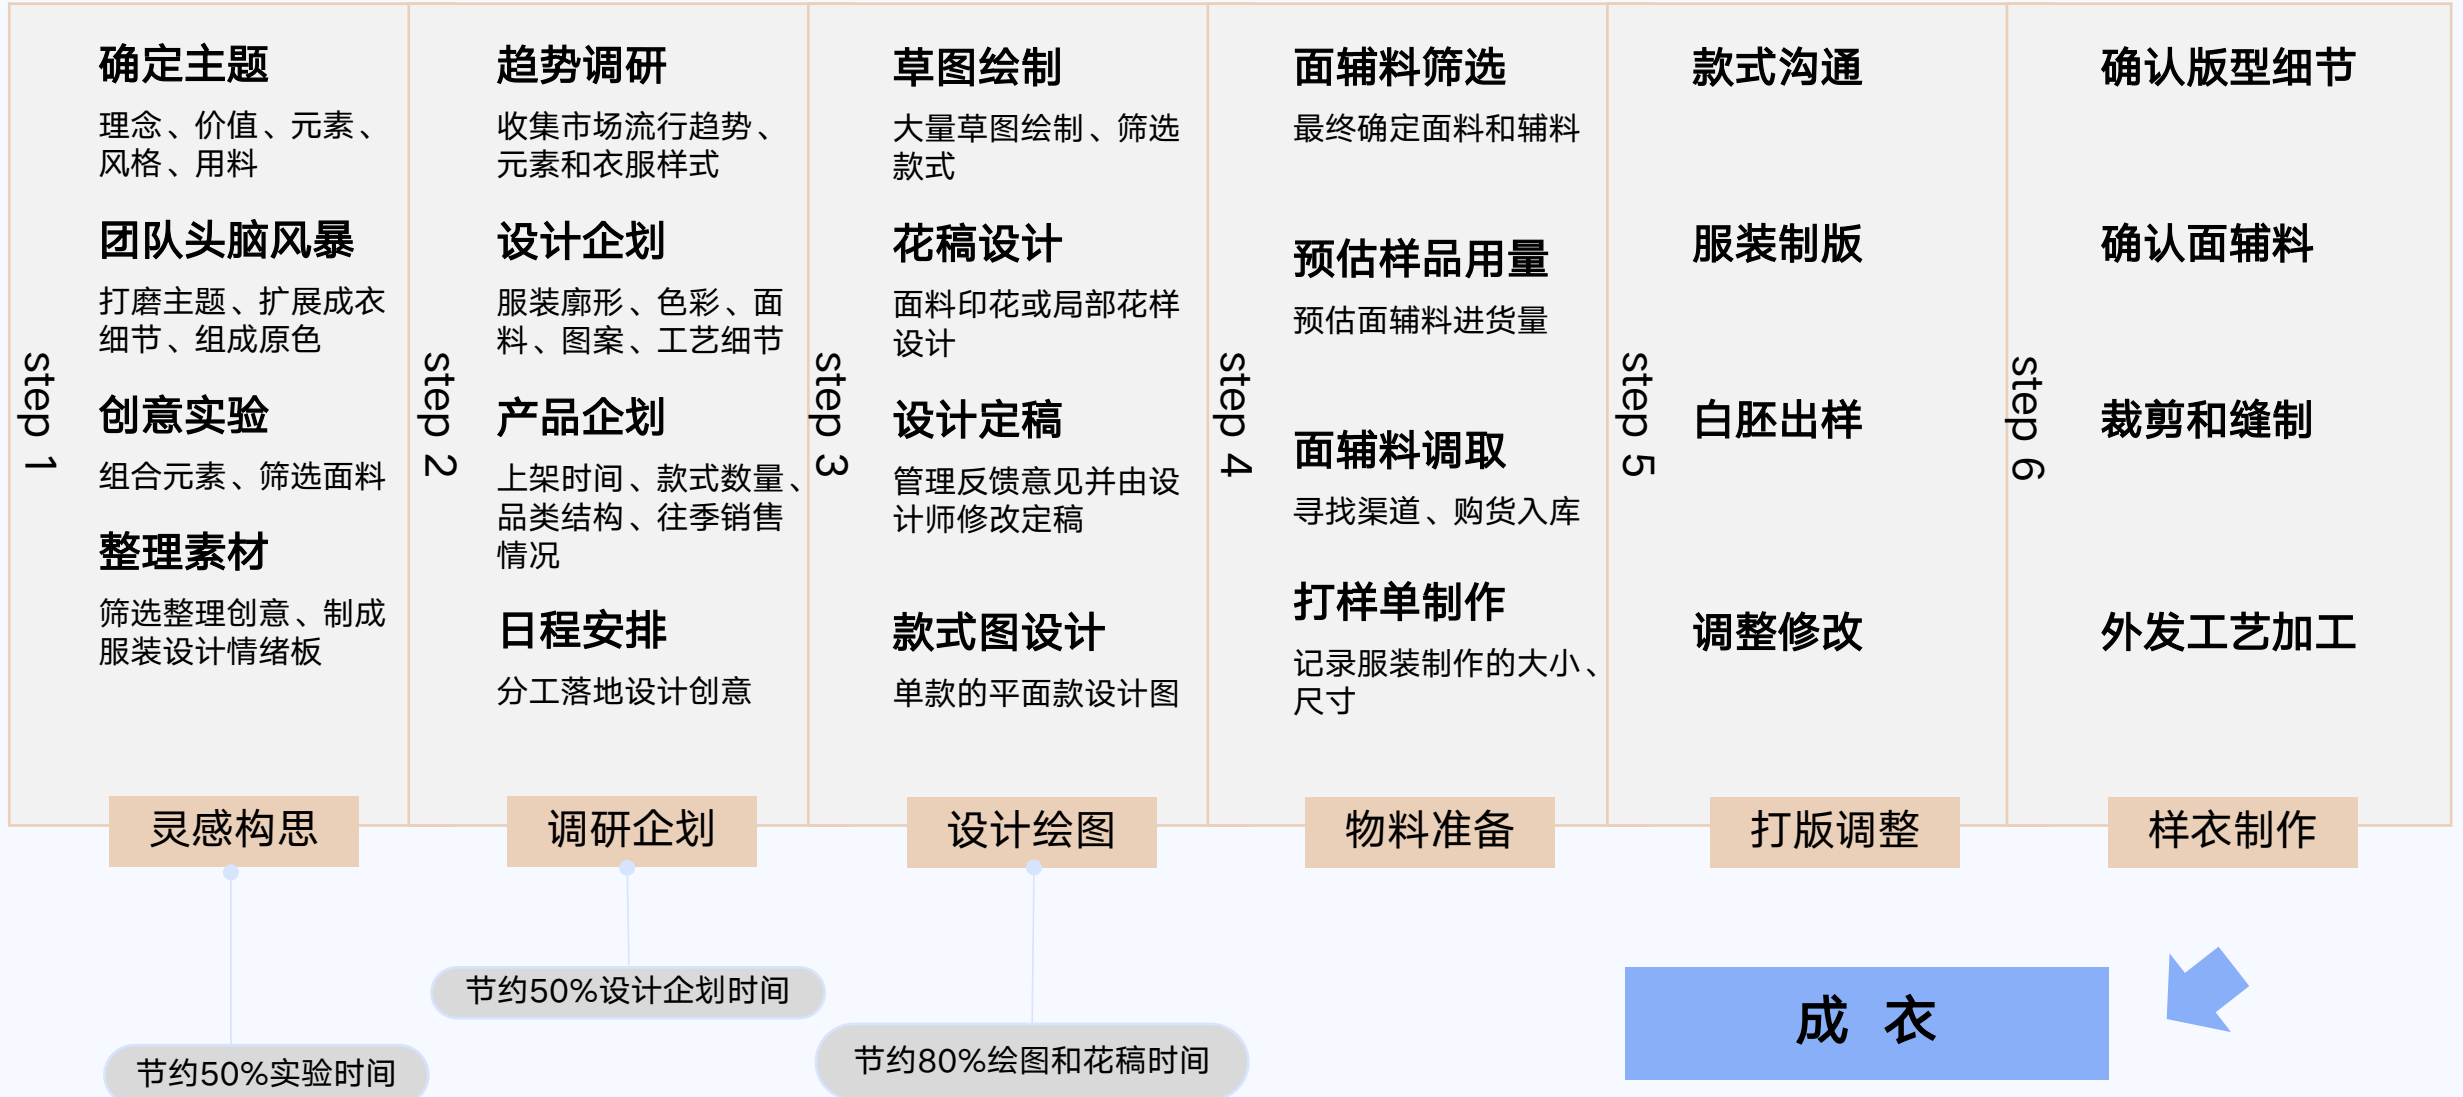 step 1
确定主题
理念、价值、元素、
风格、用料
团队头脑风暴
打磨主题、扩展成衣
细节、组成原色
创意实验
组合元素、筛选面料
整理素材
筛选整理创意、制成
服装设计情绪板
灵感构思
节约50%实验时间
step 2
趋势调研
收集市场流行趋势、
元素和衣服样式
设计企划
服装廓形、色彩、面
料、图案、工艺细节
产品企划
上架时间、款式数量、
品类结构、往季销售
情况
日程安排
分工落地设计创意
调研企划
节约50%设计企划时间
step 3
草图绘制
大量草图绘制、筛选
款式
花稿设计
面料印花或局部花样
设计
设计定稿
管理反馈意见并由设
计师修改定稿
款式图设计
单款的平面款设计图
设计绘图
节约80%绘图和花稿时间
step 4
面辅料筛选
最终确定面料和辅料
预估样品用量
预估面辅料进货量
面辅料调取
寻找渠道、购货入库
打样单制作
记录服装制作的大小、
尺寸
物料准备
step 5
款式沟通
服装制版
白胚出样
调整修改
打版调整
step 6
确认版型细节
确认面辅料
裁剪和缝制
外发工艺加工
样衣制作
成 衣